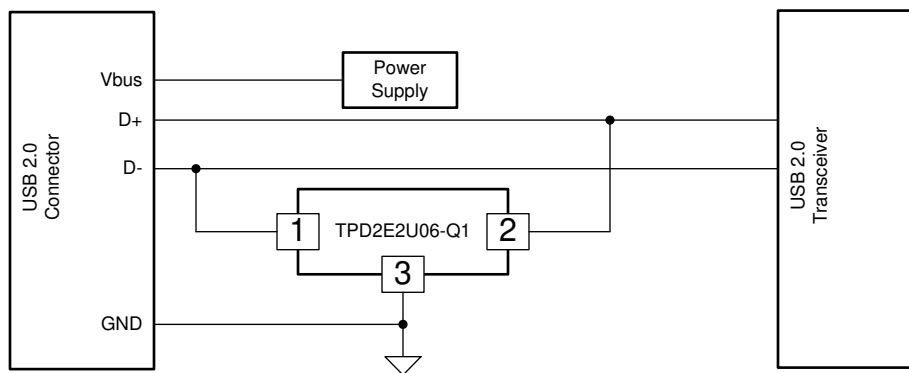 USB 2.0
Connector
Vbus
D+
D-
GND
Power
Supply
1
TPD2E2U06-Q1
2
3
USB 2.0
Transceiver